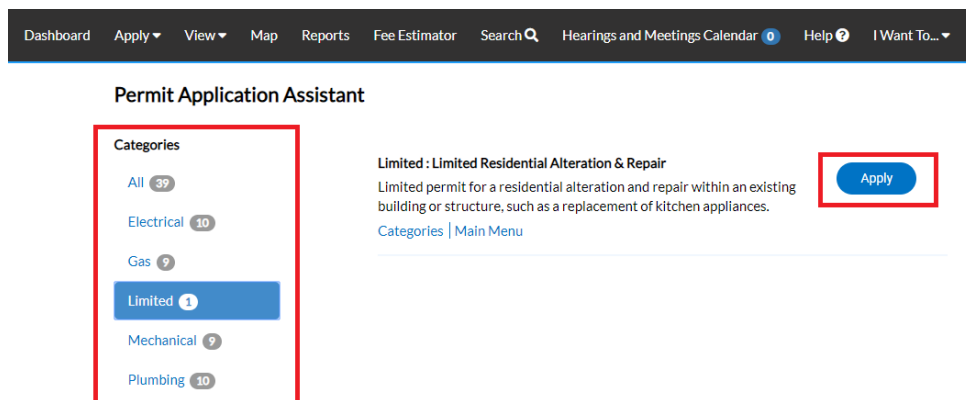 Dashboard Apply View Map Reports Fee Estimator Search Hearings and Meetings Calendar 0 Help ? I Want To...
Permit Application Assistant
Categories
All 39
Electrical 10
Gas 9
Limited 1
Mechanical 9
Plumbing 10
Limited : Limited Residential Alteration & Repair
Limited permit for a residential alteration and repair within an existing
building or structure, such as a replacement of kitchen appliances.
Categories | Main Menu
Apply